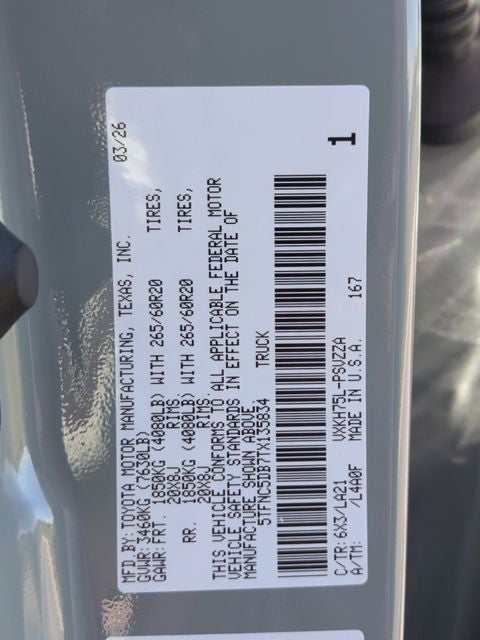 MFD.BY: TOYOTA MOTOR MANUFACTURING, TEXAS, INC. 03/26
GVWR: 3460KG (7630LB)
GAWR: FRT. 1850KG (4080LB) WITH 265/60R20 TIRES,
20X8J RIMS.
RR. 1850KG (4080LB) WITH 265/60R20 TIRES,
20X8J RIMS.
THIS VEHICLE CONFORMS TO ALL APPLICABLE FEDERAL MOTOR
VEHICLE SAFETY STANDARDS IN EFFECT ON THE DATE OF
MANUFACTURE SHOWN ABOVE
5TFNC5DB7TX135834 TRUCK
1
C/TR: 6X3/LA21 VXKH75L-PSVZZA
A/TM: /L4A0F MADE IN U.S.A. 167